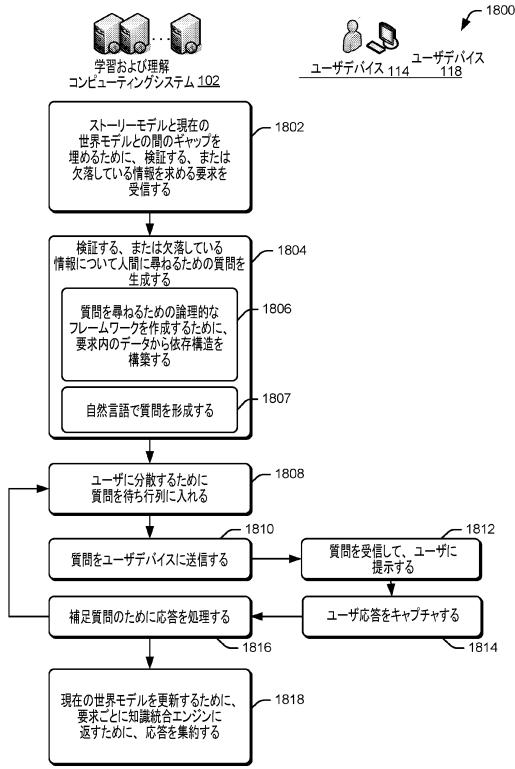 1800
学習および理解
コンピューティングシステム 102
ユーザデバイス 114
ユーザデバイス
118
ストーリーモデルと現在の
世界モデルとの間のギャップを
埋めるために、検証する、または
欠落している情報を求める要求を
受信する
1802
検証する、または欠落している
情報について人間に尋ねるための質問を
生成する
1804
質問を尋ねるための論理的な
フレームワークを作成するために、
要求内のデータから依存構造を
構築する
1806
自然言語で質問を形成する
1807
ユーザに分散するために
質問を待ち行列に入れる
1808
質問をユーザデバイスに送信する
1810
質問を受信して、ユーザに
提示する
1812
補足質問のために応答を処理する
1816
ユーザ応答をキャプチャする
1814
現在の世界モデルを更新するために、
要求ごとに知識統合エンジンに
返すために、応答を集約する
1818